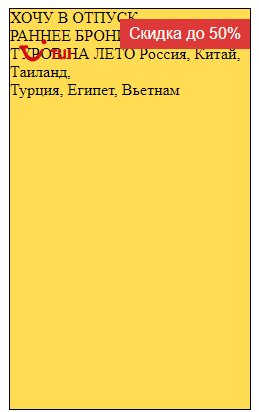 ХОЧУ В ОТПУСК
Скидка до 50%
РАННЕЕ
ТУРОВ НА ЛЕТО Россия, Китай,
Таиланд,
Турция, Египет, Вьетнам